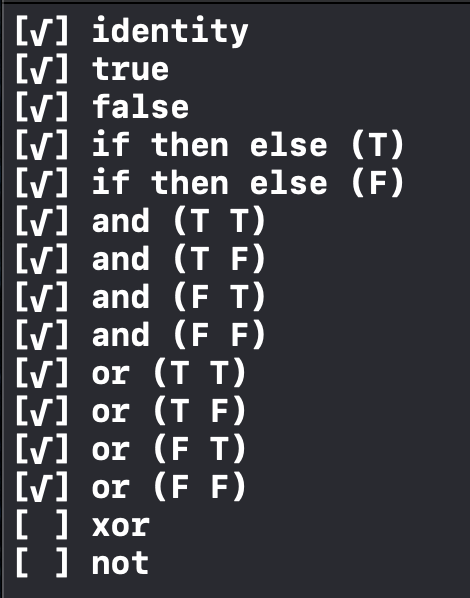 [√] identity
[√] true
[√] false
[√] if then else (T)
[√] if then else (F)
[√] and (T T)
[√] and (T F)
[√] and (F T)
[√] and (F F)
[√] or (T T)
[√] or (T F)
[√] or (F T)
[√] or (F F)
[ ] xor
[ ] not